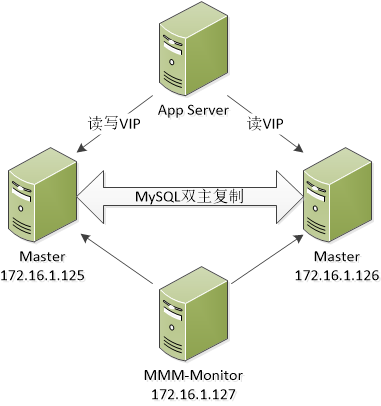 App Server
读写VIP
读VIP
MySQL双主复制
Master
172.16.1.125
Master
172.16.1.126
MMM-Monitor
172.16.1.127